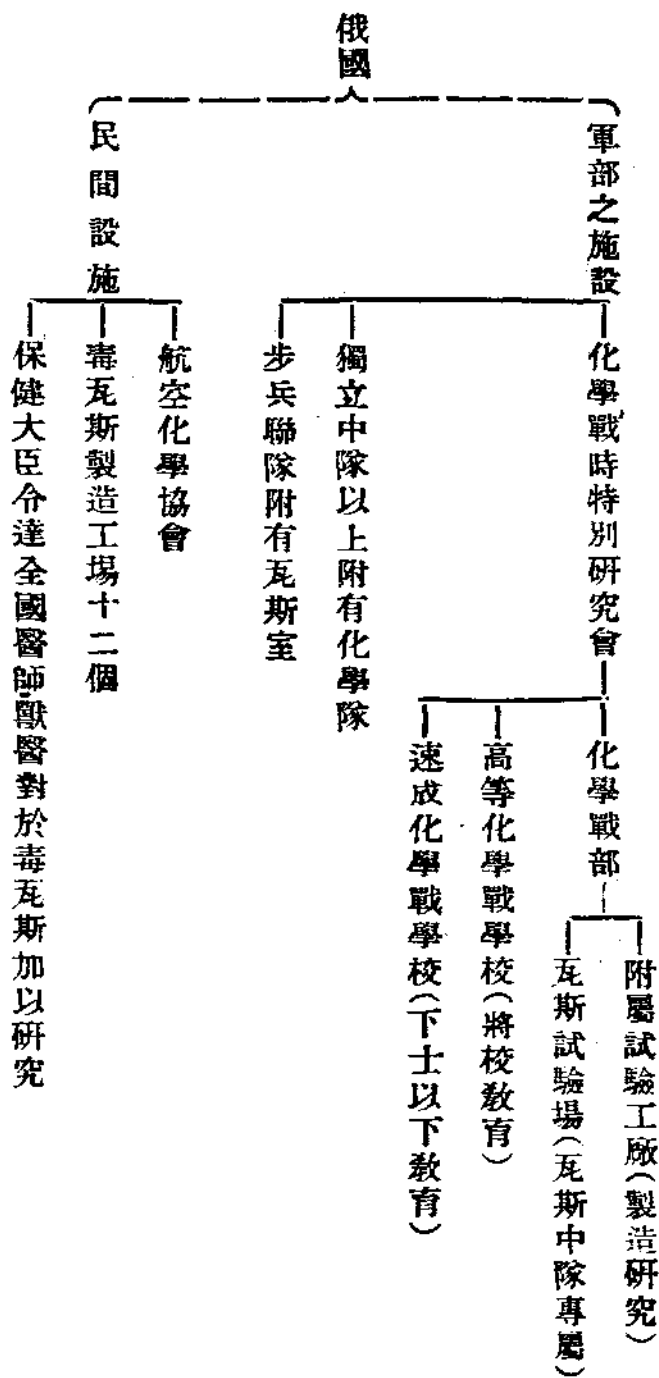 俄國
軍部之施設
化學戰時特別研究會
化學戰部
附屬試驗工廠(製造研究)
瓦斯試驗場(瓦斯中隊專屬)
高等化學戰學校(將校敎育)
速成化學戰學校(下士以下敎育)
獨立中隊以上附有化學隊
步兵聯隊附有瓦斯室
民間設施
航空化學協會
毒瓦斯製造工場十二個
保健大臣令達全國醫師獸醫對於毒瓦斯加以研究